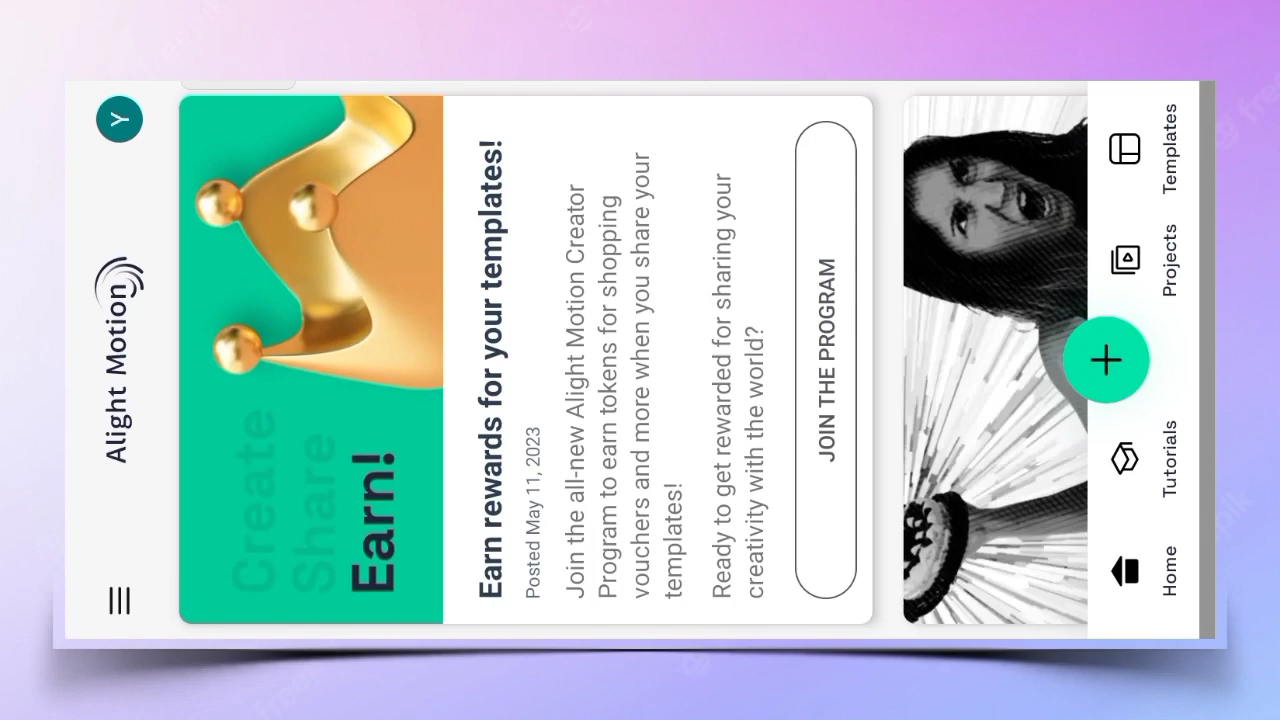 Alight Motion
Y
Create
Share
Earn!
Earn rewards for your templates!
Posted May 11, 2023
Join the all-new Alight Motion Creator
Program to earn tokens for shopping
vouchers and more when you share your
templates!
Ready to get rewarded for sharing your
creativity with the world?
JOIN THE PROGRAM
Home
Tutorials
Projects
Templates